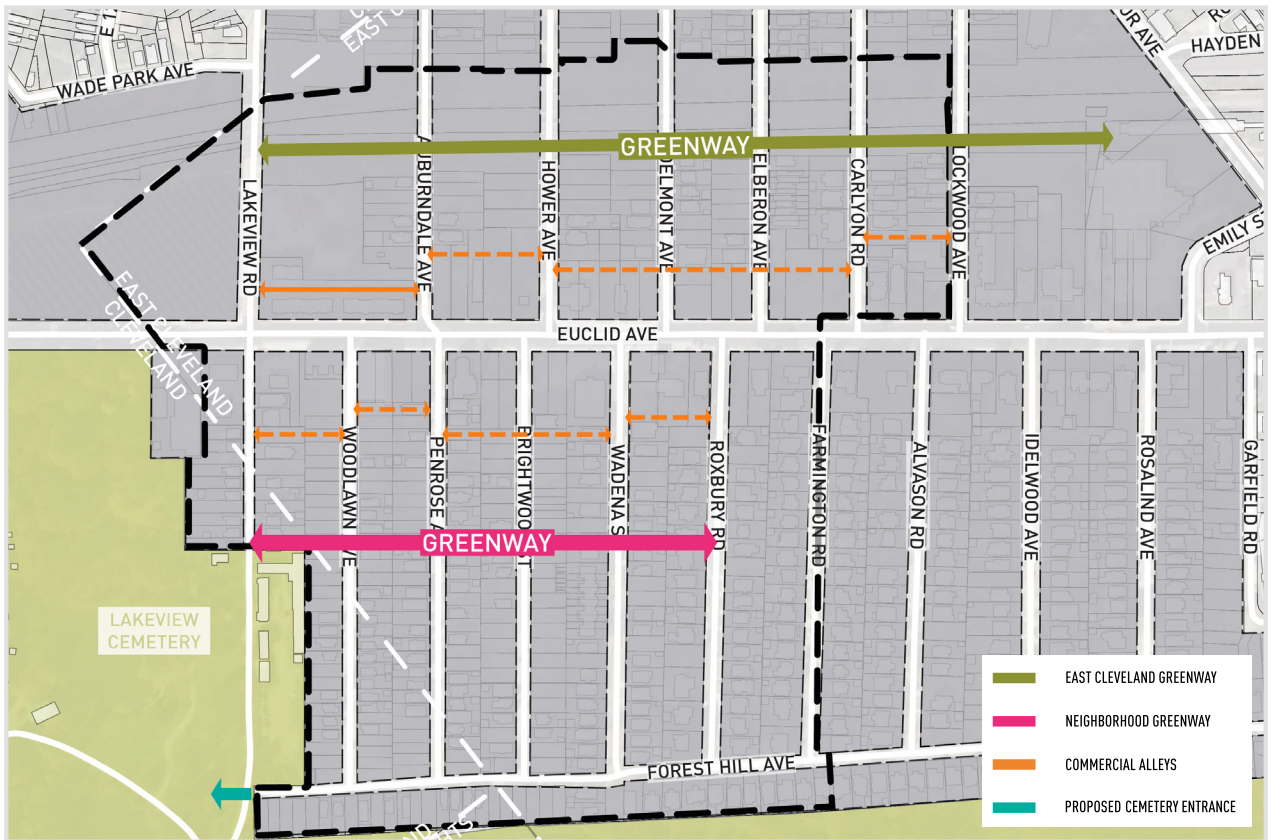 WADE PARK AVE
HAYDEN
GREENWAY
LAKEVIEW RD
AUBURNDALE AVE
HOWER AVE
DELMONT AVE
ELBERON AVE
CARLYON RD
LOCKWOOD AVE
EMILY S
EAST CLEVELAND
CLEVELAND
EUCLID AVE
WOODLAWN AVE
PENROSE A
BRIGHTWOO
WADENA S
ROXBURY RD
FARMINGTON RD
ALVASON RD
IDELWOOD AVE
ROSALIND AVE
GARFIELD RD
GREENWAY
LAKEVIEW
CEMETERY
FOREST HILL AVE
EAST CLEVELAND GREENWAY
NEIGHBORHOOD GREENWAY
COMMERCIAL ALLEYS
PROPOSED CEMETERY ENTRANCE